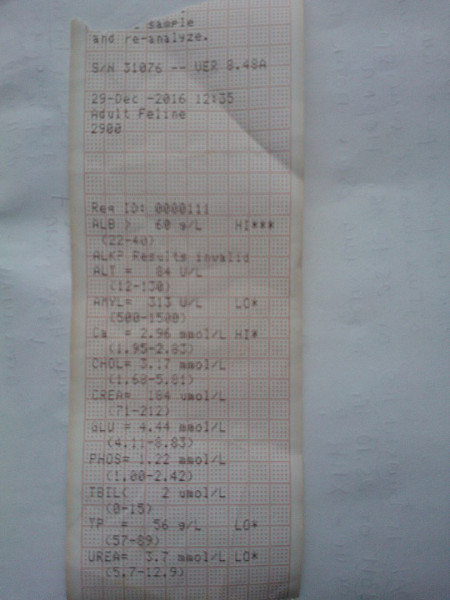 sample
and re-analyze.
S/N 31076 -- VER 8.48A
29-Dec -2016 12:35
Adult Feline
2900
Req ID: 0000111
ALB > 60 g/L HI***
(22-40)
ALKP Results invalid
ALT = 84 U/L
(12-130)
AMYL= 313 U/L LO*
(500-1500)
Ca = 2.96 mmol/L HI*
(1.95-2.83)
CHOL= 3.17 mmol/L
(1.68-5.81)
CREA= 184 umol/L
(71-212)
GLU = 4.44 mmol/L
(4.11-8.83)
PHOS= 1.22 mmol/L
(1.00-2.42)
TBIL< 2 umol/L
(0-15)
TP = 56 g/L LO*
(57-89)
UREA= 3.7 mmol/L LO*
(5.7-12.9)